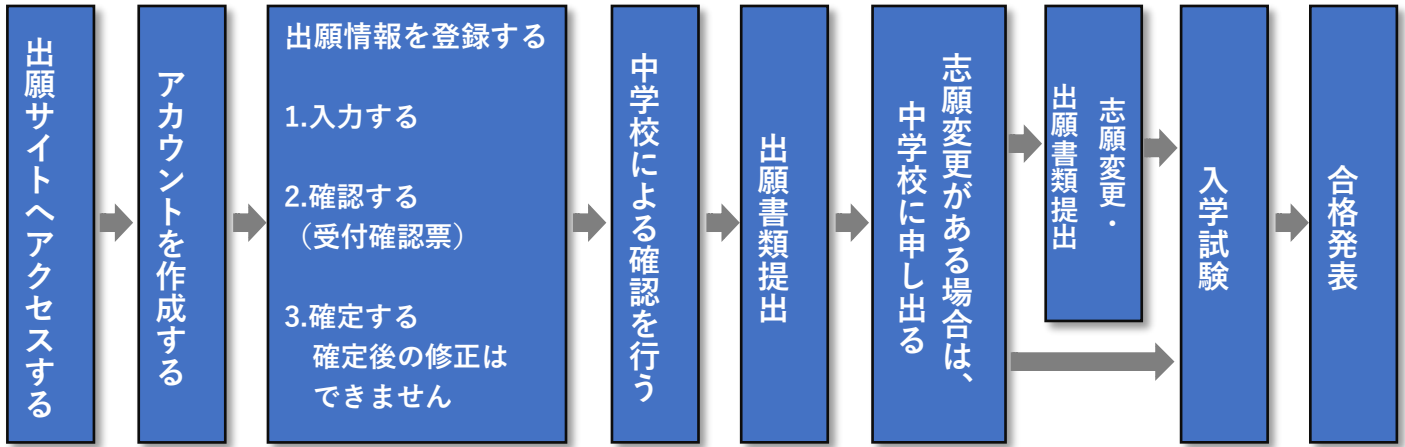 出願サイトへアクセスする
アカウントを作成する
出願情報を登録する
1.入力する
2.確認する
（受付確認票）
3.確定する
確定後の修正は
できません
中学校による確認を行う
出願書類提出
志願変更がある場合は、
中学校に申し出る
志願変更・
出願書類提出
入学試験
合格発表